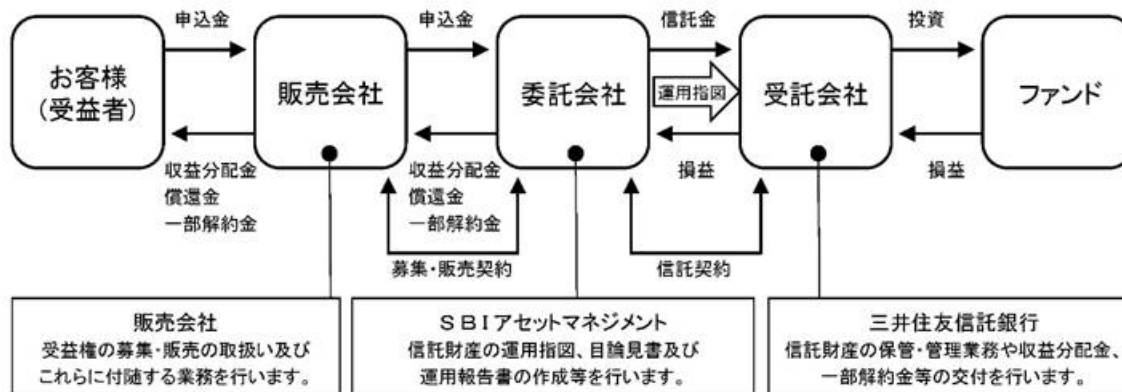 申込金
申込金
信託金
投資
お客様
(受益者)
販売会社
委託会社
運用指図
受託会社
ファンド
収益分配金
償還金
一部解約金
収益分配金
償還金
一部解約金
損益
損益
募集・販売契約
信託契約
販売会社
受益権の募集・販売の取扱い及び
これらに付随する業務を行います。
SBIアセットマネジメント
信託財産の運用指図、目論見書及び
運用報告書の作成等を行います。
三井住友信託銀行
信託財産の保管・管理業務や収益分配金、
一部解約金等の交付を行います。